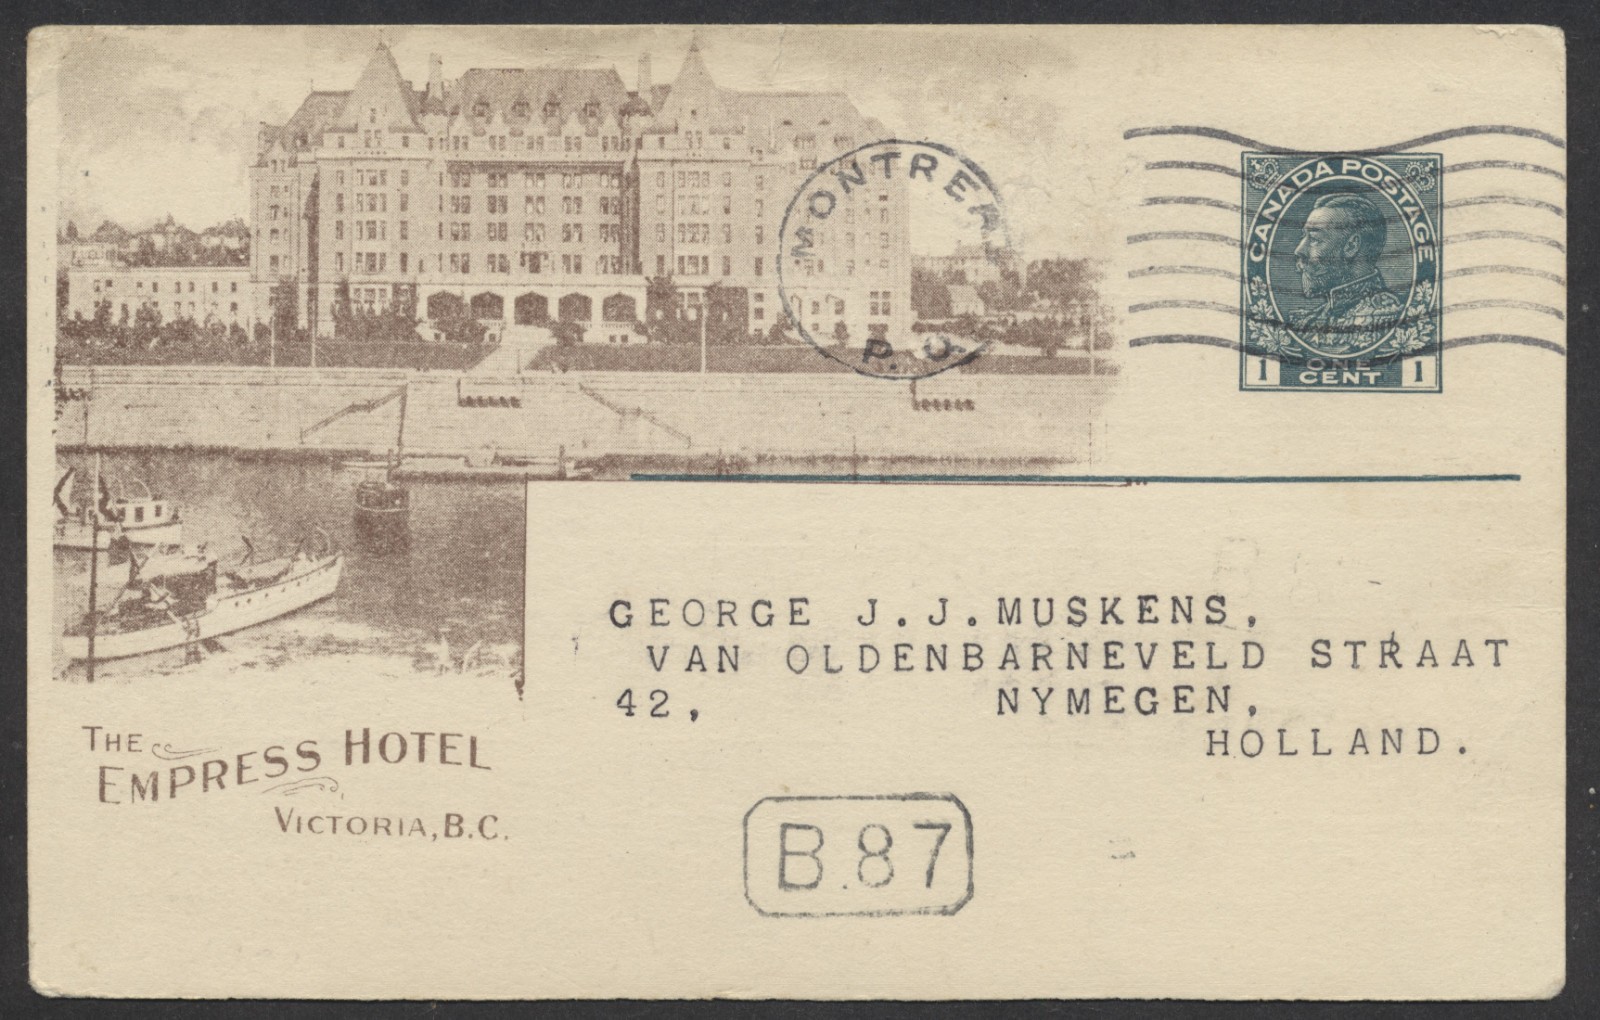 MONTREAL
P. Q
CANADA POSTAGE
1 ONE CENT 1
GEORGE J.J.MUSKENS,
VAN OLDENBARNEVELD STRAAT
42, NYMEGEN,
HOLLAND.
THE
EMPRESS HOTEL
VICTORIA, B.C.
B.87